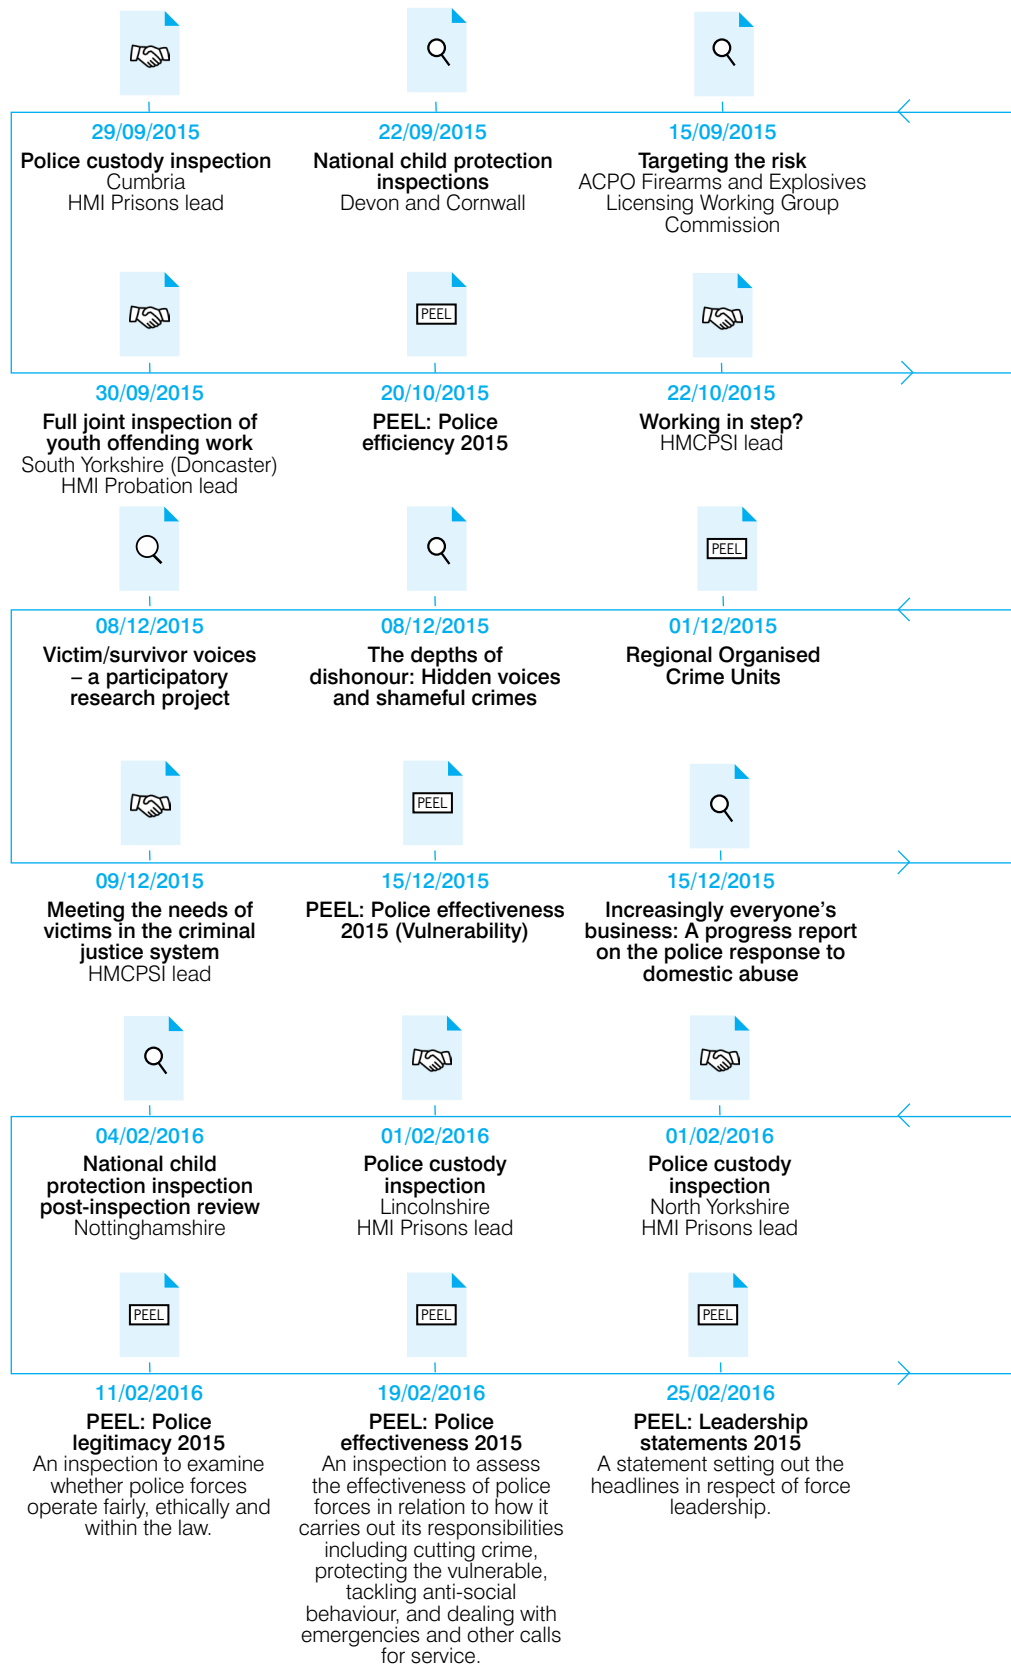 29/09/2015
Police custody inspection
Cumbria
HMI Prisons lead
22/09/2015
National child protection
inspections
Devon and Cornwall
15/09/2015
Targeting the risk
ACPO Firearms and Explosives
Licensing Working Group
Commission
PEEL
30/09/2015
Full joint inspection of
youth offending work
South Yorkshire (Doncaster)
HMI Probation lead
20/10/2015
PEEL: Police
efficiency 2015
22/10/2015
Working in step?
HMCPSI lead
PEEL
08/12/2015
Victim/survivor voices
– a participatory
research project
08/12/2015
The depths of
dishonour: Hidden voices
and shameful crimes
01/12/2015
Regional Organised
Crime Units
PEEL
09/12/2015
Meeting the needs of
victims in the criminal
justice system
HMCPSI lead
15/12/2015
PEEL: Police effectiveness
2015 (Vulnerability)
15/12/2015
Increasingly everyone’s
business: A progress report
on the police response to
domestic abuse
04/02/2016
National child
protection inspection
post-inspection review
Nottinghamshire
01/02/2016
Police custody
inspection
Lincolnshire
HMI Prisons lead
01/02/2016
Police custody
inspection
North Yorkshire
HMI Prisons lead
PEEL
PEEL
PEEL
11/02/2016
PEEL: Police
legitimacy 2015
An inspection to examine
whether police forces
operate fairly, ethically and
within the law.
19/02/2016
PEEL: Police
effectiveness 2015
An inspection to assess
the effectiveness of police
forces in relation to how it
carries out its responsibilities
including cutting crime,
protecting the vulnerable,
tackling anti-social
behaviour, and dealing with
emergencies and other calls
for service.
25/02/2016
PEEL: Leadership
statements 2015
A statement setting out the
headlines in respect of force
leadership.